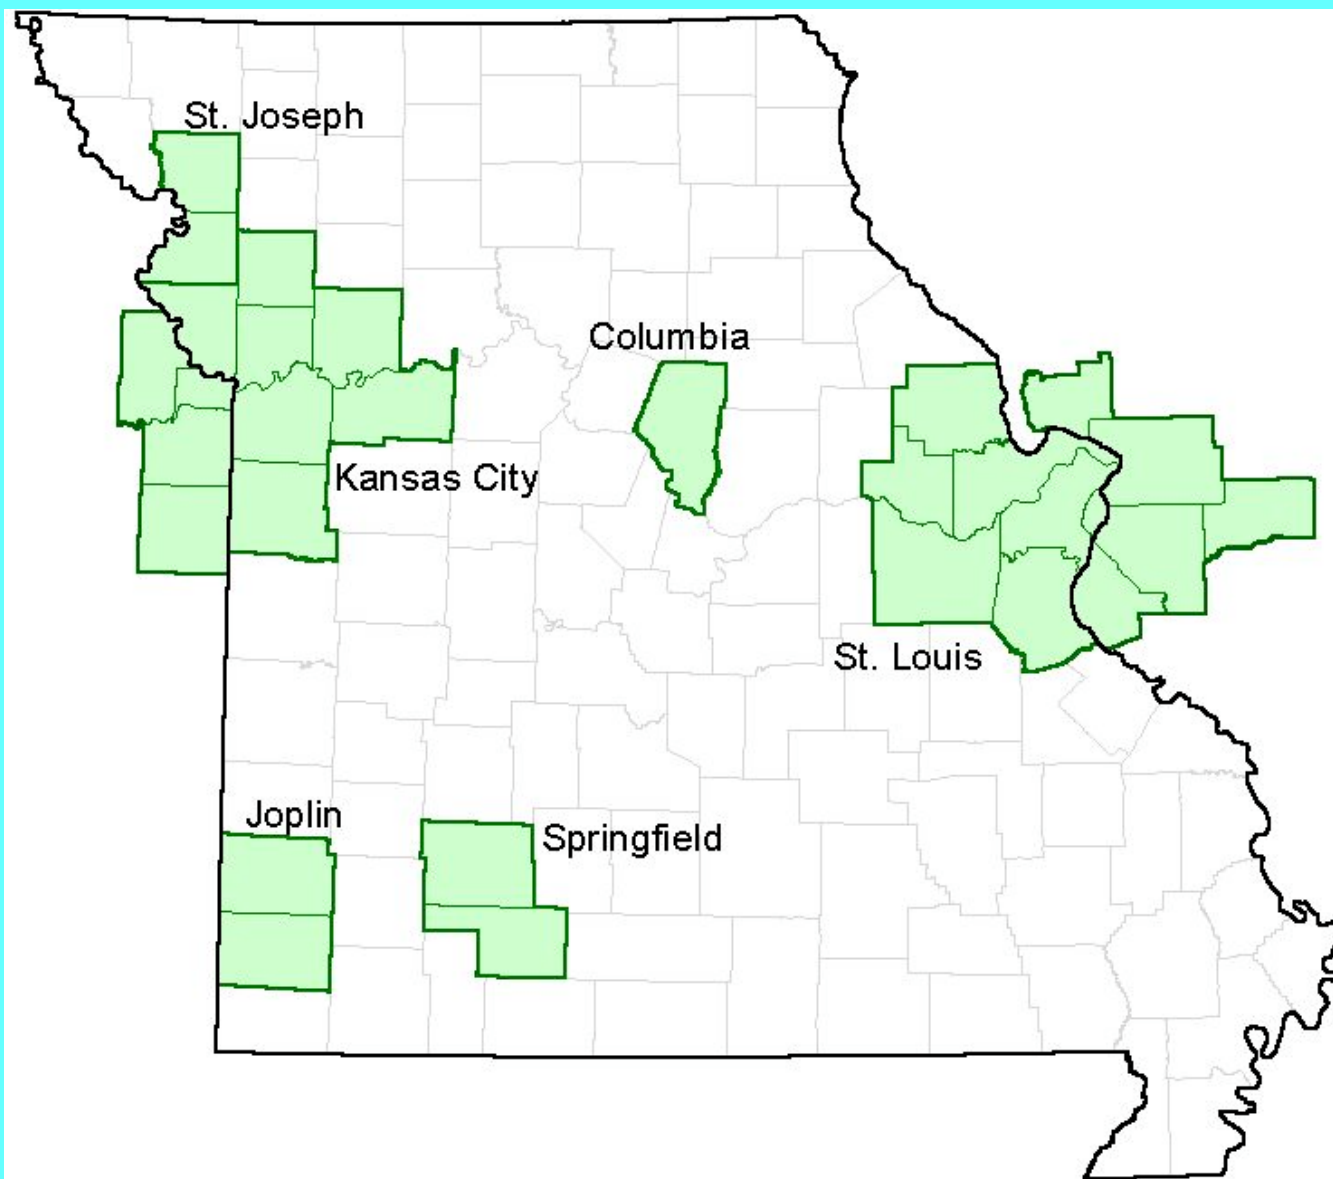 St. Joseph
Columbia
Kansas City
St. Louis
Joplin
Springfield